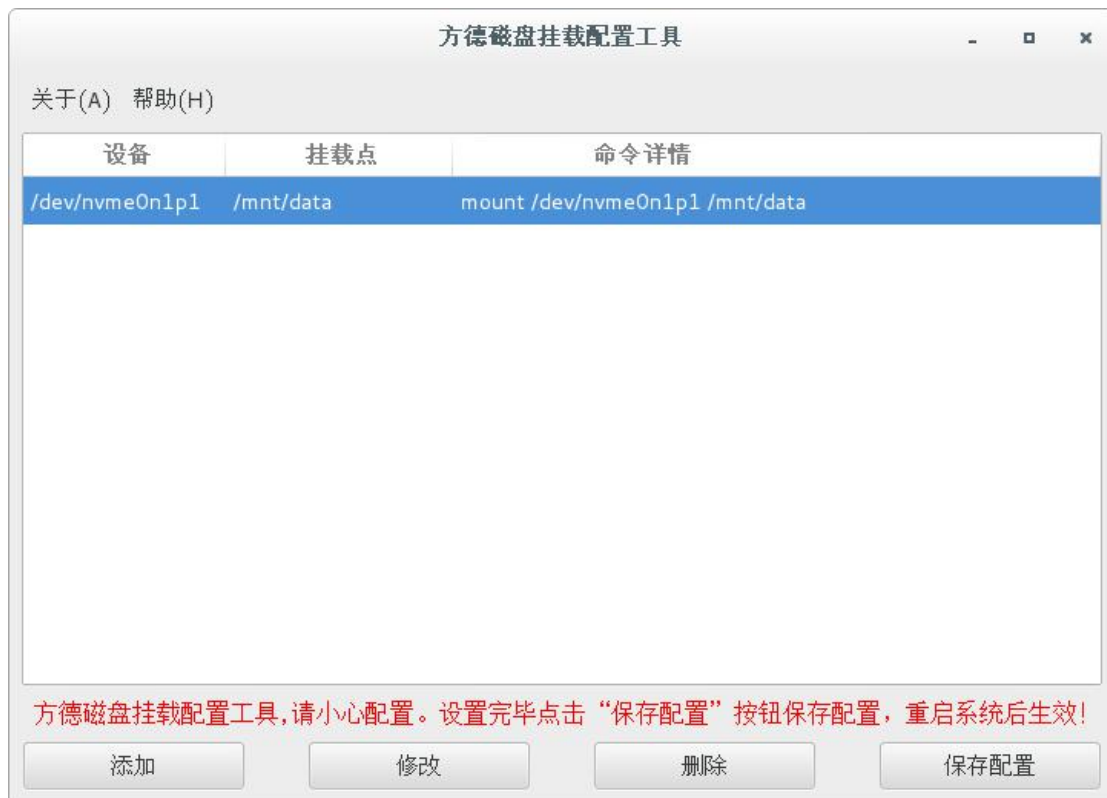 方德磁盘挂载配置工具
关于(A) 帮助(H)
设备 挂载点 命令详情
/dev/nvme0n1p1 /mnt/data mount /dev/nvme0n1p1 /mnt/data
方德磁盘挂载配置工具,请小心配置。设置完毕点击“保存配置”按钮保存配置，重启系统后生效!
添加 修改 删除 保存配置